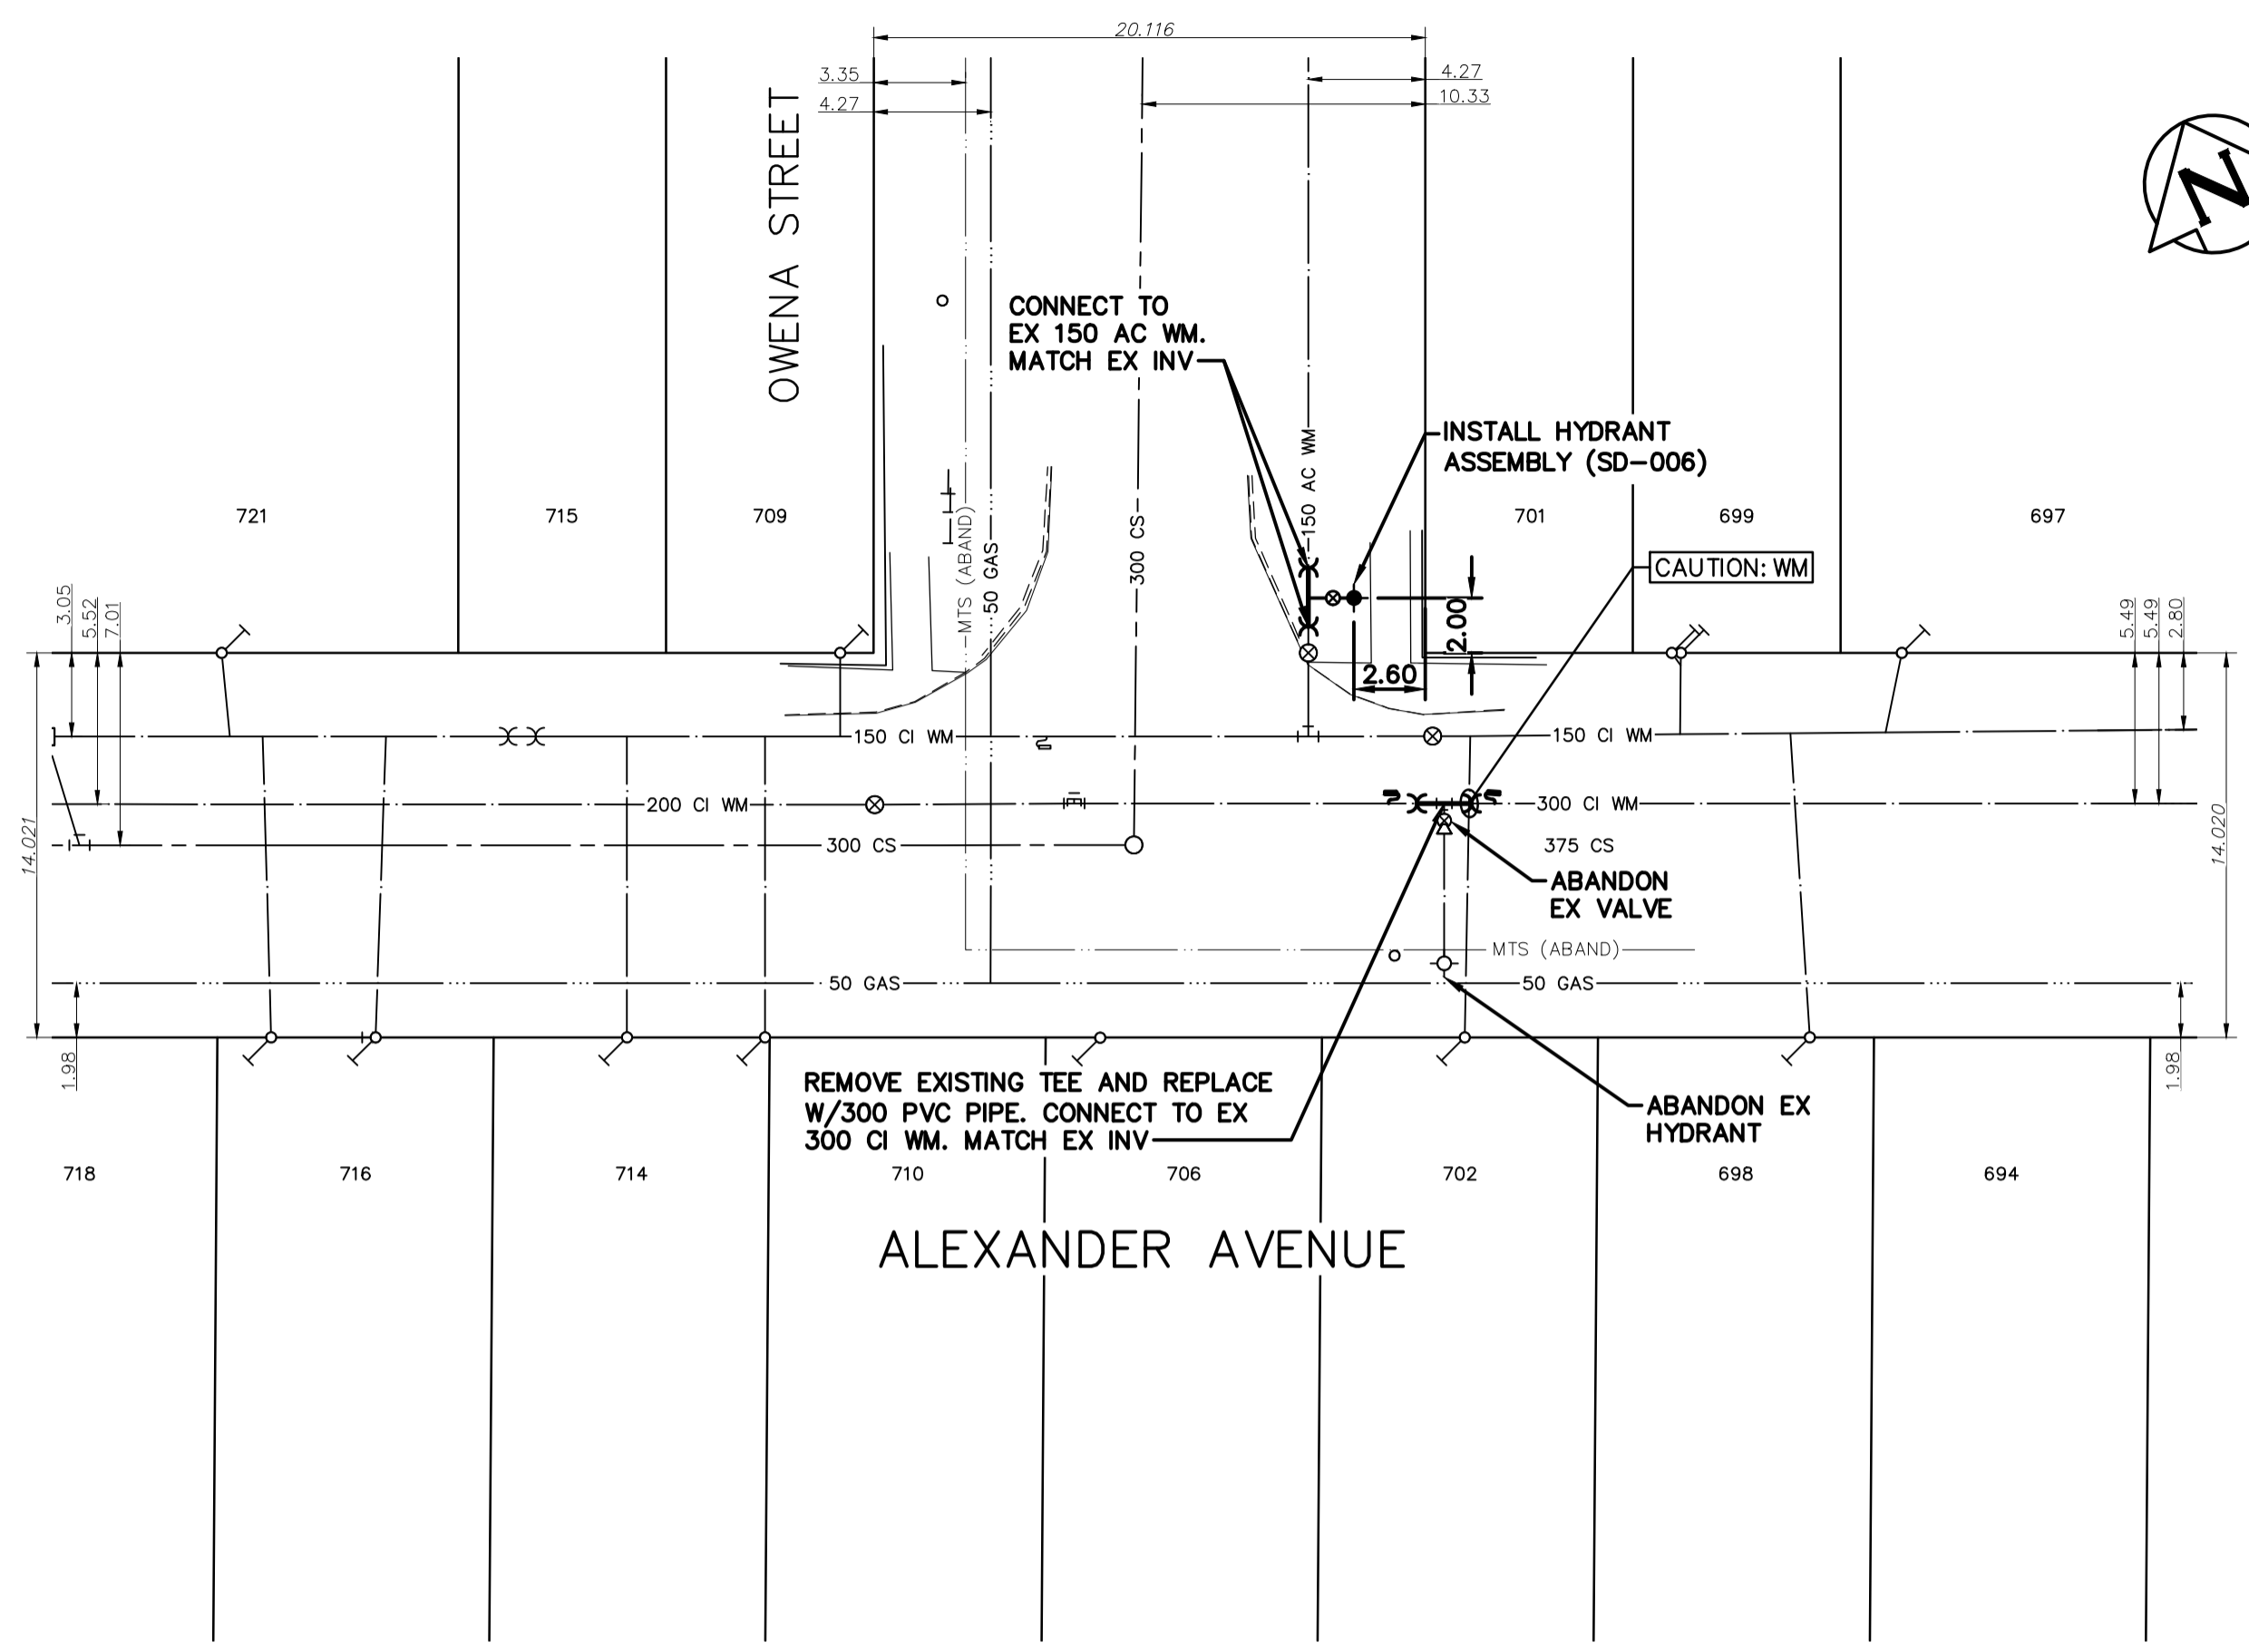 20.116
3.35
4.27
4.27
10.33
N
OWENA STREET
CONNECT TO
EX 150 AC WM.
MATCH EX INV
INSTALL HYDRANT
ASSEMBLY (SD-006)
150 AC WM
721
715
709
MTS (ABAND)
50 GAS
300 CS
701
699
697
CAUTION: WM
3.05
5.52
7.01
2.00
2.60
5.49
5.49
2.80
150 CI WM
150 CI WM
200 CI WM
300 CI WM
14.021
300 CS
375 CS
14.020
ABANDON
EX VALVE
MTS (ABAND)
50 GAS
50 GAS
1.98
1.98
REMOVE EXISTING TEE AND REPLACE
W/300 PVC PIPE. CONNECT TO EX
300 CI WM. MATCH EX INV
ABANDON EX
HYDRANT
718
716
714
710
706
702
698
694
ALEXANDER AVENUE